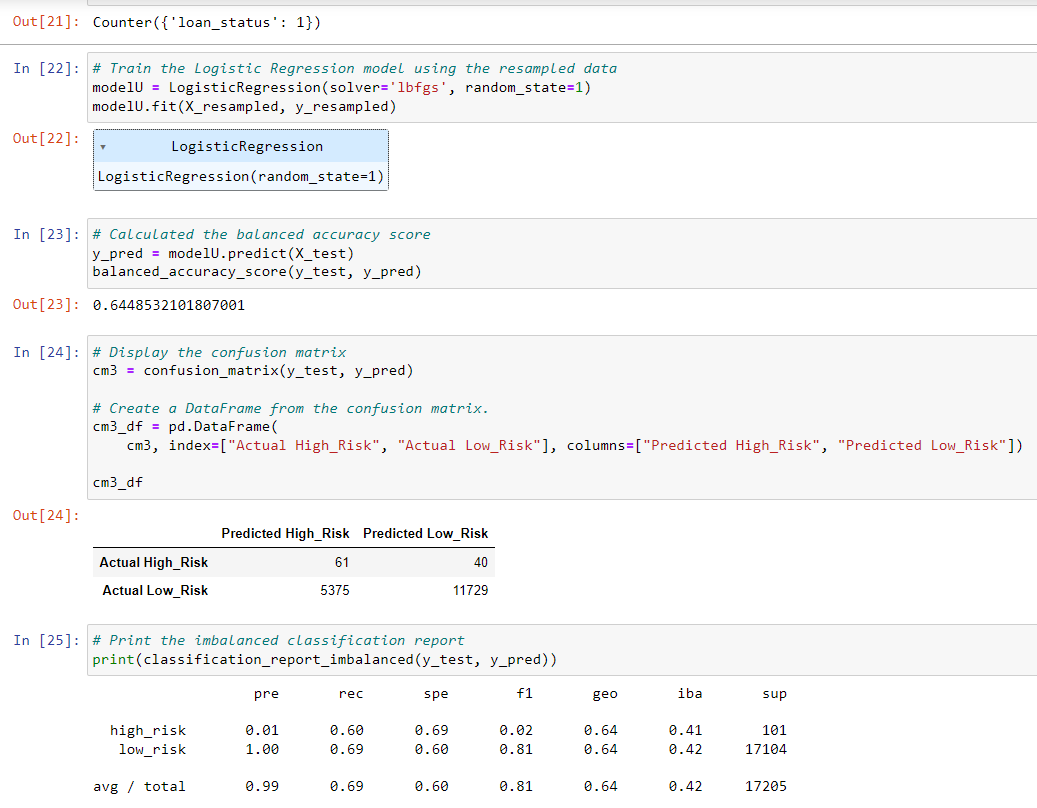 Out[21]: Counter({'loan_status': 1})
In [22]: # Train the Logistic Regression model using the resampled data
modelU = LogisticRegression(solver='lbfgs', random_state=1)
modelU.fit(X_resampled, y_resampled)
Out[22]: ▾ LogisticRegression
LogisticRegression(random_state=1)
In [23]: # Calculated the balanced accuracy score
y_pred = modelU.predict(X_test)
balanced_accuracy_score(y_test, y_pred)
Out[23]: 0.6448532101807001
In [24]: # Display the confusion matrix
cm3 = confusion_matrix(y_test, y_pred)
# Create a DataFrame from the confusion matrix.
cm3_df = pd.DataFrame(
cm3, index=["Actual High_Risk", "Actual Low_Risk"], columns=["Predicted High_Risk", "Predicted Low_Risk"])
cm3_df
Out[24]:
Predicted High_Risk Predicted Low_Risk
Actual High_Risk 61 40
Actual Low_Risk 5375 11729
In [25]: # Print the imbalanced classification report
print(classification_report_imbalanced(y_test, y_pred))
pre rec spe f1 geo iba sup
high_risk 0.01 0.60 0.69 0.02 0.64 0.41 101
low_risk 1.00 0.69 0.60 0.81 0.64 0.42 17104
avg / total 0.99 0.69 0.60 0.81 0.64 0.42 17205